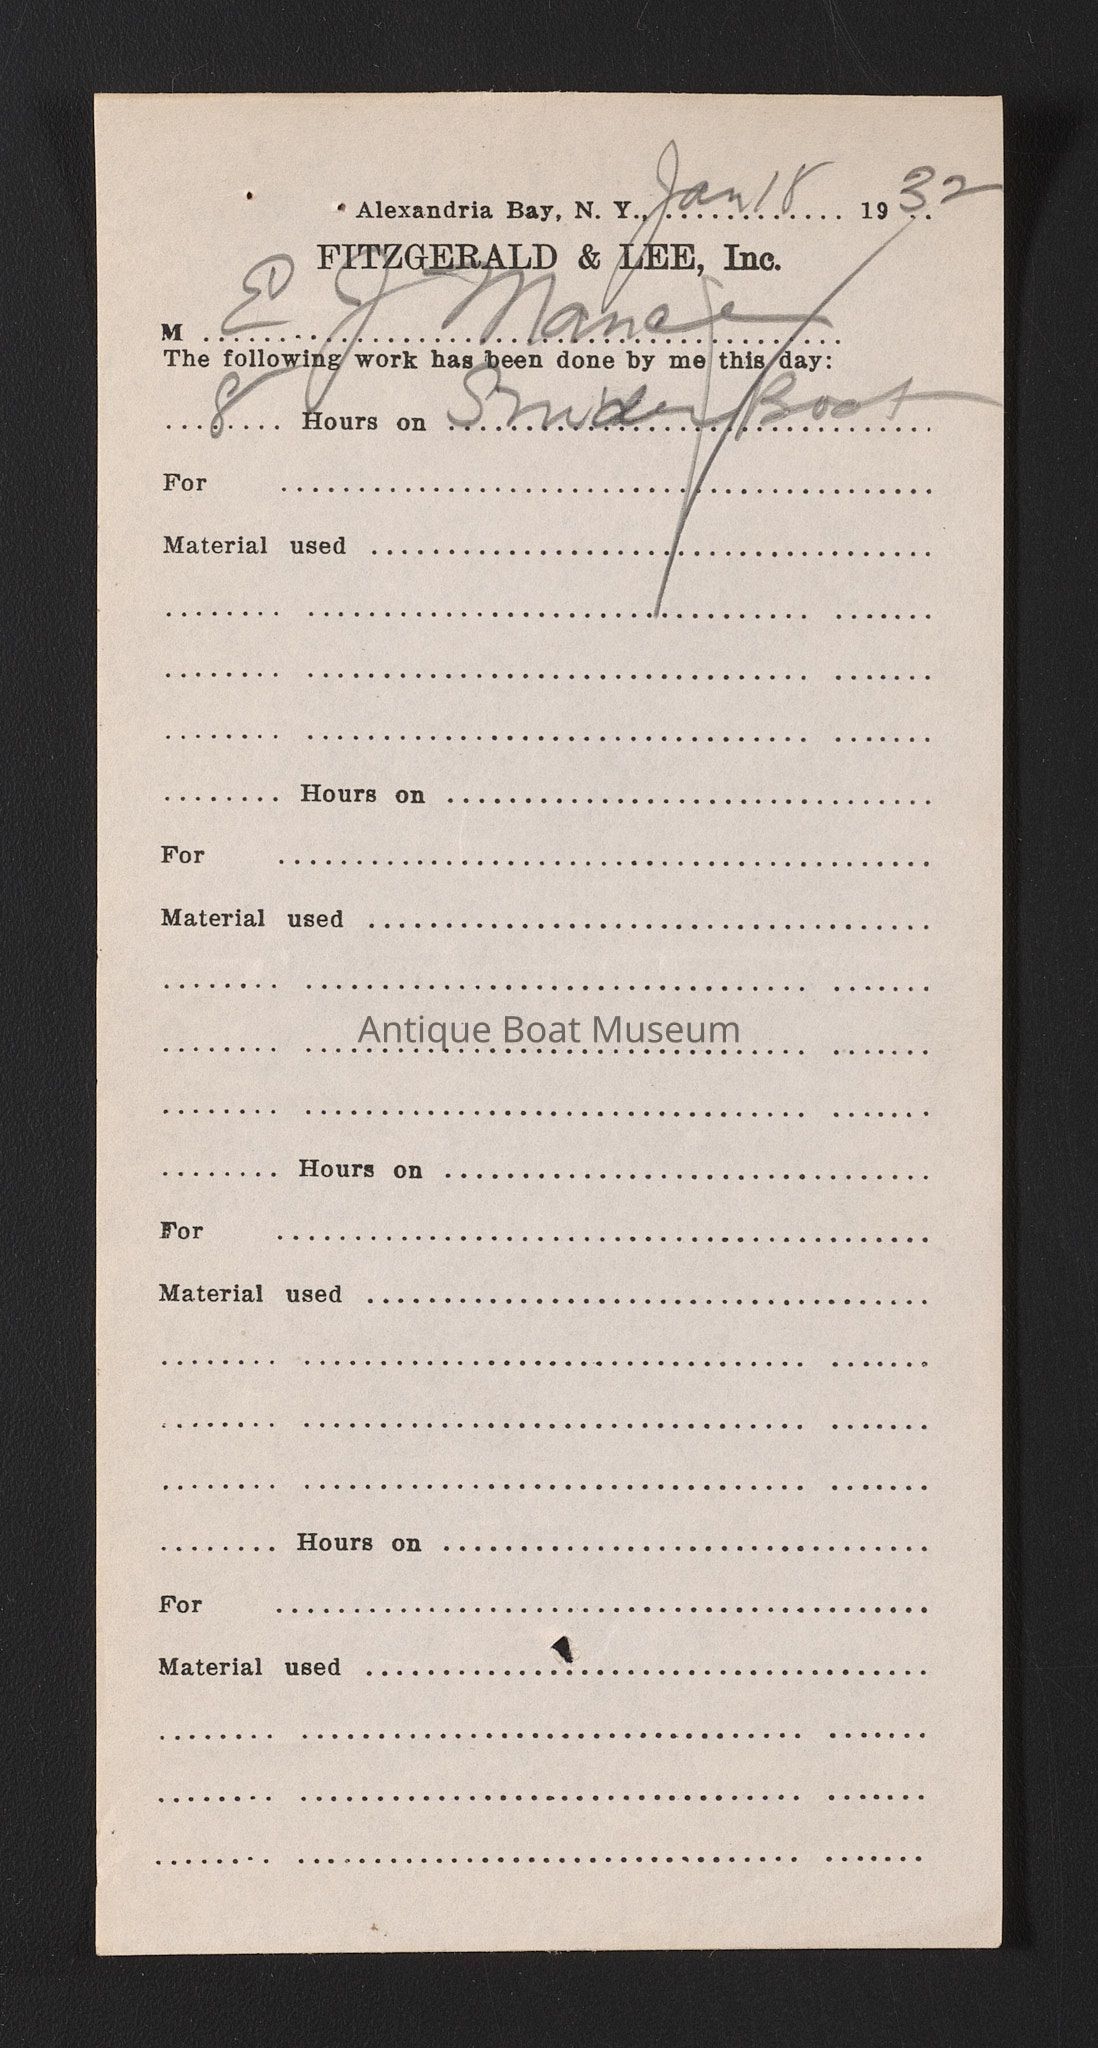 Alexandria Bay, N. Y., Jan 18 1932
FITZGERALD & LEE, Inc.
M E J
The following work has been done by me this day:
8 Hours on Snider Boat
For
Material used
Hours on
For
Material used
Antique Boat Museum
Hours on
For
Material used
Hours on
For
Material used